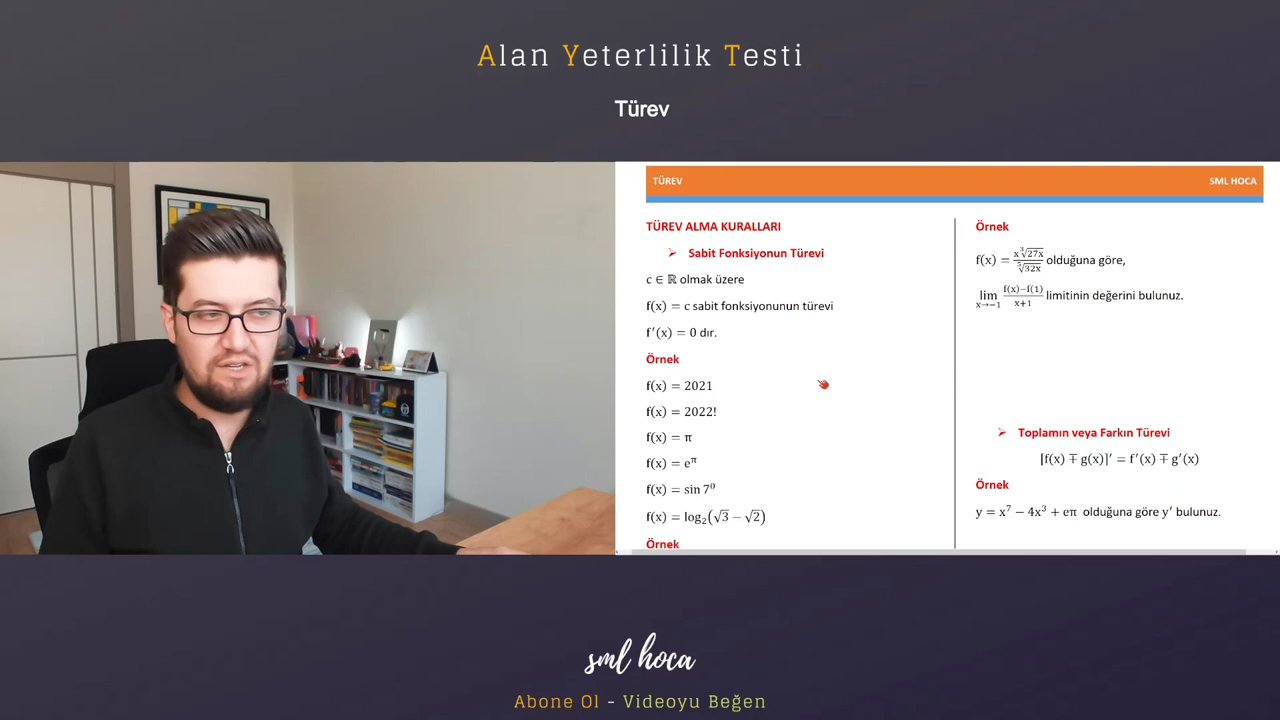 Alan Yeterlilik Testi
Türev
TÜREV
SML HOCA
TÜREV ALMA KURALLARI
➢ Sabit Fonksiyonun Türevi
c ∈ ℝ olmak üzere
f(x) = c sabit fonksiyonunun türevi
f′(x) = 0 dır.
Örnek
f(x) = 2021
f(x) = 2022!
f(x) = π
f(x) = e^π
f(x) = sin 7⁰
f(x) = log₂(√3 − √2)
Örnek
Örnek
f(x) = x∛27x / ⁵√32x olduğuna göre,
lim x→−1 f(x)−f(1) / x+1 limitinin değerini bulunuz.
➢ Toplamın veya Farkın Türevi
[f(x) ∓ g(x)]′ = f′(x) ∓ g′(x)
Örnek
y = x⁷ − 4x³ + eπ olduğuna göre y′ bulunuz.
sml hoca
Abone Ol - Videoyu Beğen